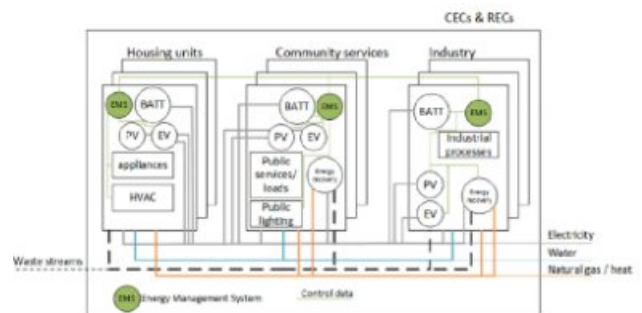 CECs & RECs
Housing units
Community services
Industry
EMS
BATT
PV
EV
appliances
HVAC
BATT
EMS
PV
EV
Public
services/
loads
Energy
recovery
Public
lighting
BATT
EMS
Industrial
processes
PV
Energy
recovery
EV
Electricity
Water
Waste streams
Natural gas / heat
EMS
Energy Management System
Control data